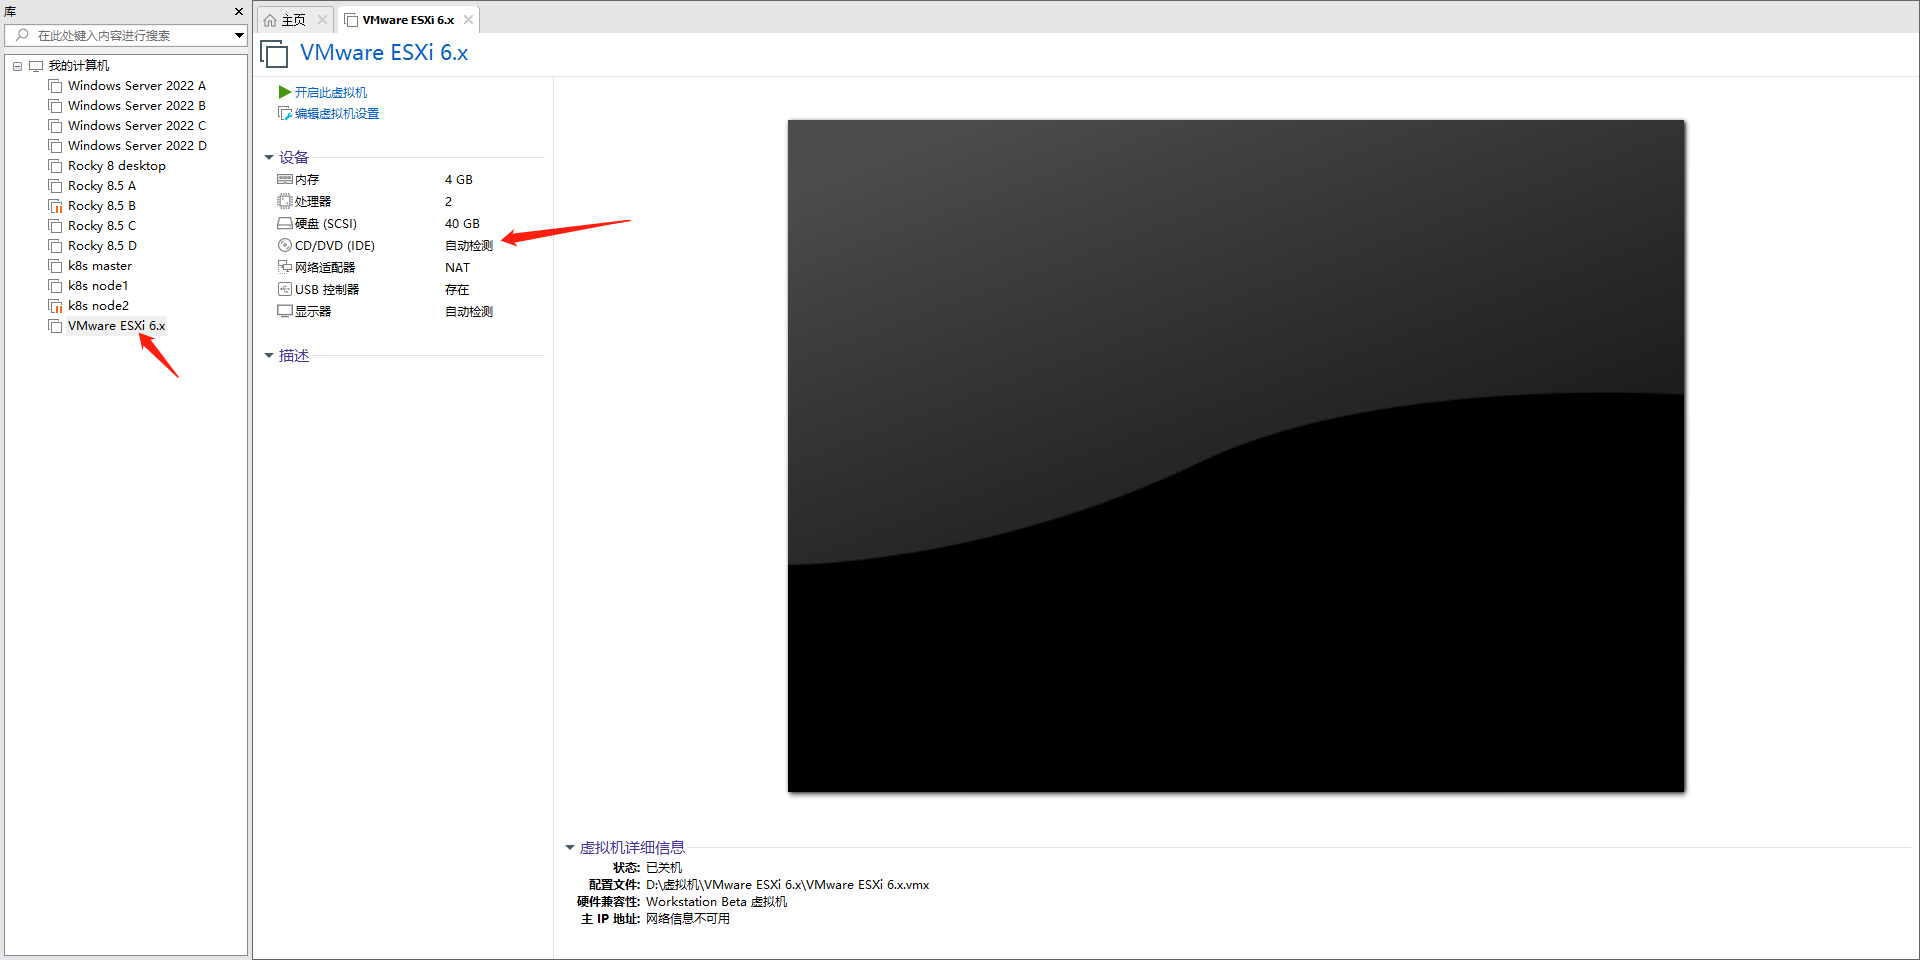 库
在此处键入内容进行搜索
我的计算机
Windows Server 2022 A
Windows Server 2022 B
Windows Server 2022 C
Windows Server 2022 D
Rocky 8 desktop
Rocky 8.5 A
Rocky 8.5 B
Rocky 8.5 C
Rocky 8.5 D
k8s master
k8s node1
k8s node2
VMware ESXi 6.x
主页
VMware ESXi 6.x
VMware ESXi 6.x
开启此虚拟机
编辑虚拟机设置
设备
内存 4 GB
处理器 2
硬盘 (SCSI) 40 GB
CD/DVD (IDE) 自动检测
网络适配器 NAT
USB 控制器 存在
显示器 自动检测
描述
虚拟机详细信息
状态: 已关机
配置文件: D:\虚拟机\VMware ESXi 6.x\VMware ESXi 6.x.vmx
硬件兼容性: Workstation Beta 虚拟机
主 IP 地址: 网络信息不可用